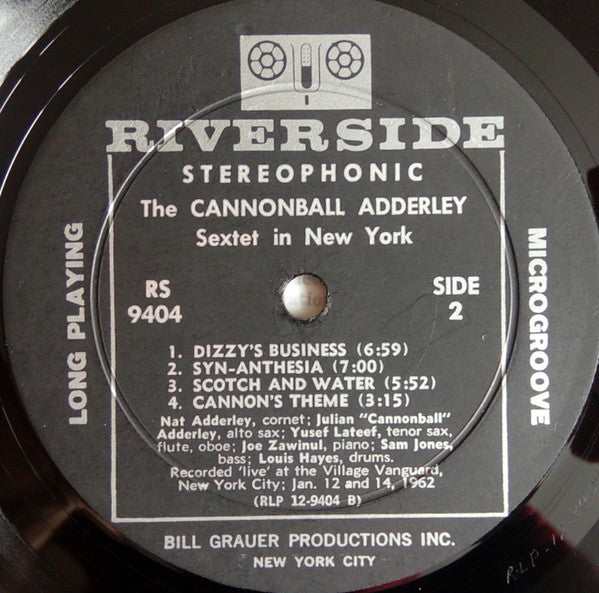 RIVERSIDE
STEREOPHONIC
The CANNONBALL ADDERLEY
Sextet in New York
LONG PLAYING
MICROGROOVE
RS
9404
SIDE
2
1. DIZZY'S BUSINESS (6:59)
2. SYN-ANTHESIA (7:00)
3. SCOTCH AND WATER (5:52)
4. CANNON'S THEME (3:15)
Nat Adderley, cornet; Julian "Cannonball"
Adderley, alto sax; Yusef Lateef, tenor sax,
flute, oboe; Joe Zawinul, piano; Sam Jones,
bass; Louis Hayes, drums.
Recorded 'live' at the Village Vanguard,
New York City; Jan. 12 and 14, 1962
(RLP 12-9404 B)
BILL GRAUER PRODUCTIONS INC.
NEW YORK CITY